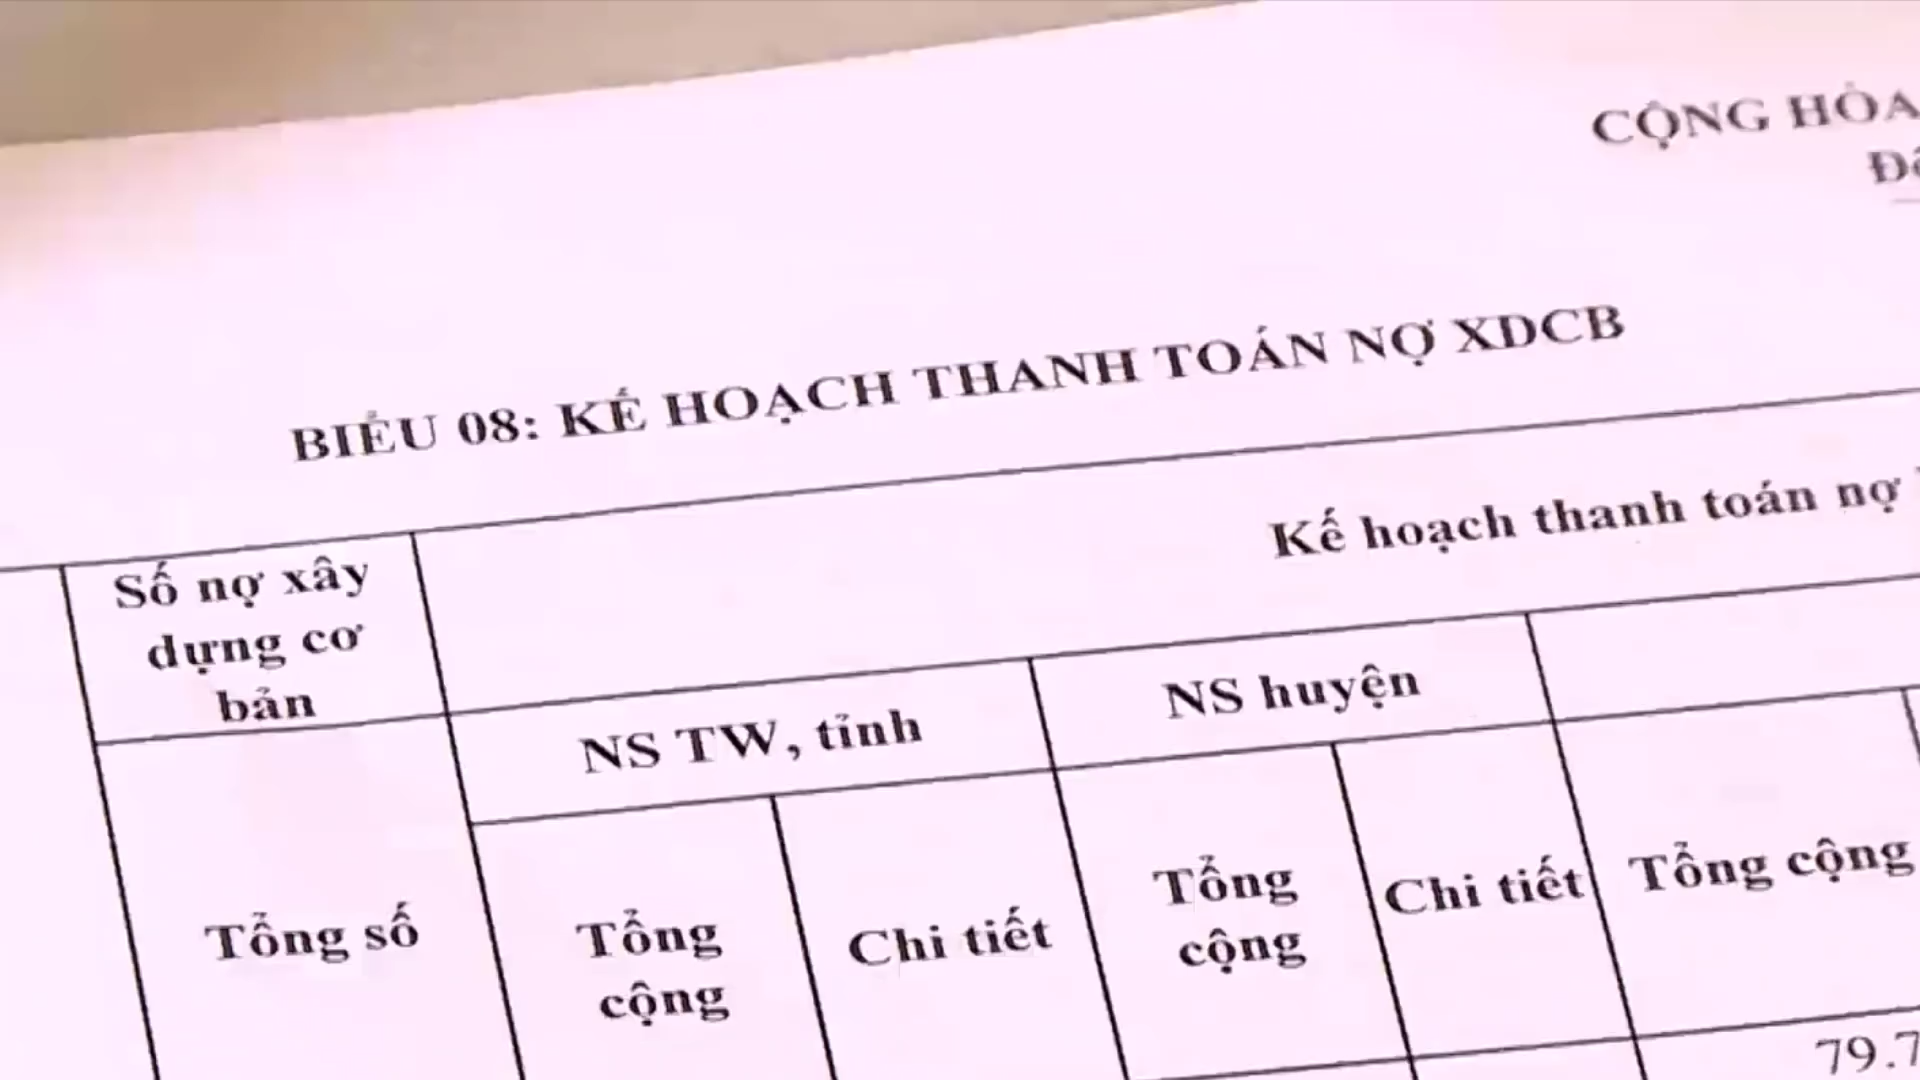 CỘNG HÒA
BIỂU 08: KẾ HOẠCH THANH TOÁN NỢ XDCB
Số nợ xây
dựng cơ
bản
Kế hoạch thanh toán nợ
NS TW, tỉnh
NS huyện
Tổng số
Tổng
cộng
Chi tiết
Tổng
cộng
Chi tiết
Tổng cộng
79.7